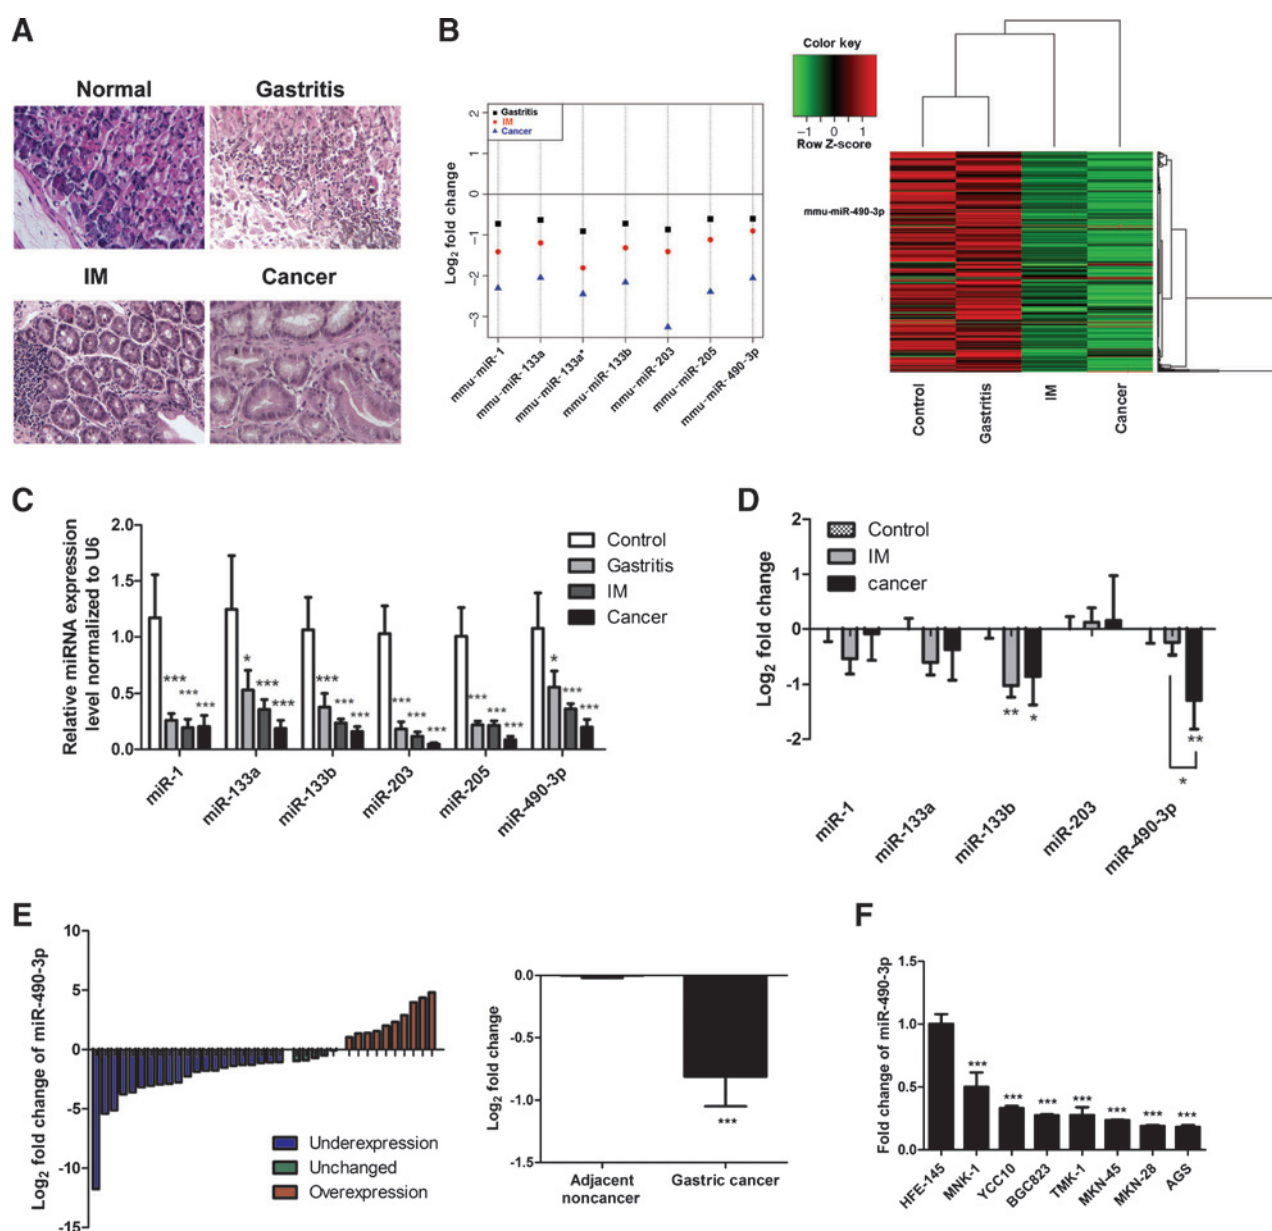 A
Normal
Gastritis
IM
Cancer
B
Log2 fold change
2
1
0
−1
−2
−3
Gastritis
IM
Cancer
mmu-miR-1
mmu-miR-133a
mmu-miR-133a*
mmu-miR-133b
mmu-miR-203
mmu-miR-205
mmu-miR-490-3p
Color key
−1 0 1
Row Z-score
mmu-miR-490-3p
Control
Gastritis
IM
Cancer
C
Relative miRNA expression
level normalized to U6
2.0
1.5
1.0
0.5
0.0
Control
Gastritis
IM
Cancer
*** *** ***
* *** ***
*** *** ***
*** *** ***
*** *** ***
* *** ***
miR-1
miR-133a
miR-133b
miR-203
miR-205
miR-490-3p
D
Log2 fold change
2
1
0
-1
-2
Control
IM
cancer
** *
**
*
miR-1
miR-133a
miR-133b
miR-203
miR-490-3p
E
Log2 fold change of miR-490-3p
10
5
0
-5
-10
-15
Underexpression
Unchanged
Overexpression
Log2 fold change
0.0
-0.5
-1.0
-1.5
***
Adjacent
noncancer
Gastric cancer
F
Fold change of miR-490-3p
1.5
1.0
0.5
0.0
*** *** *** *** *** *** ***
HFE-145
MNK-1
YCC10
BGC823
TMK-1
MKN-45
MKN-28
AGS